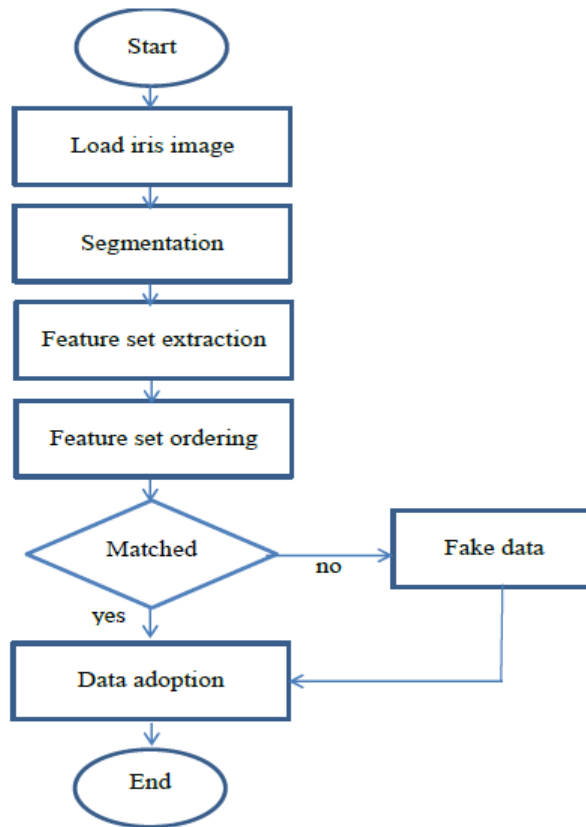 Start
Load iris image
Segmentation
Feature set extraction
Feature set ordering
Matched
no
Fake data
yes
Data adoption
End